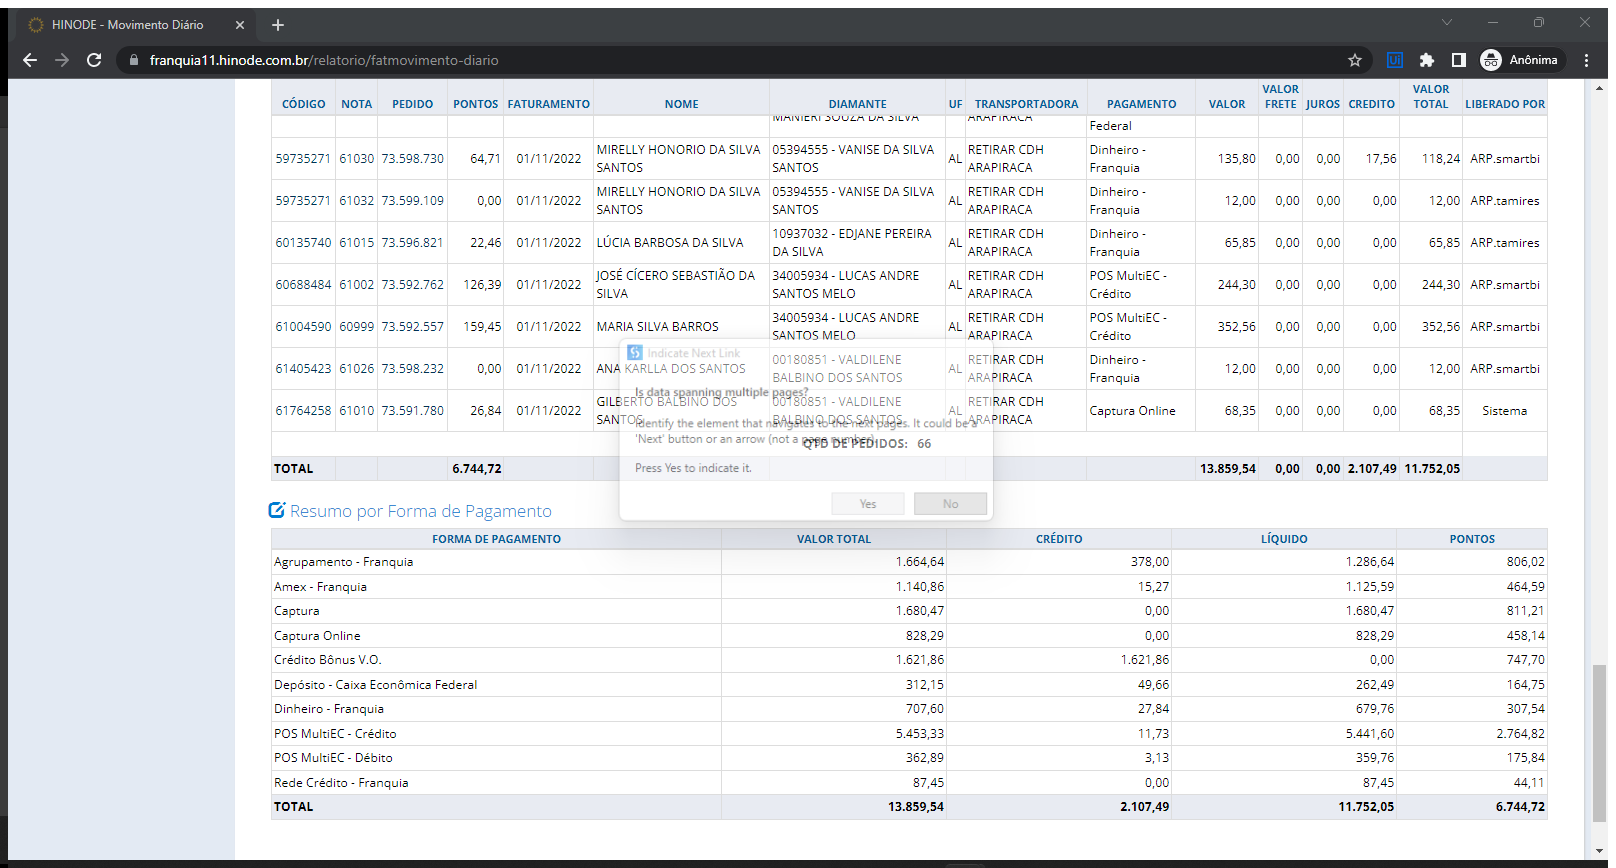 HINODE - Movimento Diário
franquia11.hinode.com.br/relatorio/fatmovimento-diario
Anônima
CÓDIGO NOTA PEDIDO PONTOS FATURAMENTO NOME DIAMANTE UF TRANSPORTADORA PAGAMENTO VALOR VALOR FRETE JUROS CREDITO VALOR TOTAL LIBERADO POR
MANIERI SOUZA DA SILVA ARAPIRACA Federal
59735271 61030 73.598.730 64,71 01/11/2022 MIRELLY HONORIO DA SILVA SANTOS 05394555 - VANISE DA SILVA SANTOS AL RETIRAR CDH ARAPIRACA Dinheiro - Franquia 135,80 0,00 0,00 17,56 118,24 ARP.smartbi
59735271 61032 73.599.109 0,00 01/11/2022 MIRELLY HONORIO DA SILVA SANTOS 05394555 - VANISE DA SILVA SANTOS AL RETIRAR CDH ARAPIRACA Dinheiro - Franquia 12,00 0,00 0,00 0,00 12,00 ARP.tamires
60135740 61015 73.596.821 22,46 01/11/2022 LÚCIA BARBOSA DA SILVA 10937032 - EDJANE PEREIRA DA SILVA AL RETIRAR CDH ARAPIRACA Dinheiro - Franquia 65,85 0,00 0,00 0,00 65,85 ARP.tamires
60688484 61002 73.592.762 126,39 01/11/2022 JOSÉ CÍCERO SEBASTIÃO DA SILVA 34005934 - LUCAS ANDRE SANTOS MELO AL RETIRAR CDH ARAPIRACA POS MultiEC - Crédito 244,30 0,00 0,00 0,00 244,30 ARP.smartbi
61004590 60999 73.592.557 159,45 01/11/2022 MARIA SILVA BARROS 34005934 - LUCAS ANDRE SANTOS MELO AL RETIRAR CDH ARAPIRACA POS MultiEC - Crédito 352,56 0,00 0,00 0,00 352,56 ARP.smartbi
61405423 61026 73.598.232 0,00 01/11/2022 ANA KARLLA DOS SANTOS 00180851 - VALDILENE BALBINO DOS SANTOS AL RETIRAR CDH ARAPIRACA Dinheiro - Franquia 12,00 0,00 0,00 0,00 12,00 ARP.smartbi
61764258 61010 73.591.780 26,84 01/11/2022 GILBERTO BALBINO DOS SANTOS 00180851 - VALDILENE BALBINO DOS SANTOS AL RETIRAR CDH ARAPIRACA Captura Online 68,35 0,00 0,00 0,00 68,35 Sistema
QTD DE PEDIDOS: 66
TOTAL 6.744,72 13.859,54 0,00 0,00 2.107,49 11.752,05
Indicate Next Link
Is data spanning multiple pages?
Identify the element that navigates to the next pages. It could be a
'Next' button or an arrow (not a page number).
Press Yes to indicate it.
Yes No
Resumo por Forma de Pagamento
FORMA DE PAGAMENTO VALOR TOTAL CRÉDITO LÍQUIDO PONTOS
Agrupamento - Franquia 1.664,64 378,00 1.286,64 806,02
Amex - Franquia 1.140,86 15,27 1.125,59 464,59
Captura 1.680,47 0,00 1.680,47 811,21
Captura Online 828,29 0,00 828,29 458,14
Crédito Bônus V.O. 1.621,86 1.621,86 0,00 747,70
Depósito - Caixa Econômica Federal 312,15 49,66 262,49 164,75
Dinheiro - Franquia 707,60 27,84 679,76 307,54
POS MultiEC - Crédito 5.453,33 11,73 5.441,60 2.764,82
POS MultiEC - Débito 362,89 3,13 359,76 175,84
Rede Crédito - Franquia 87,45 0,00 87,45 44,11
TOTAL 13.859,54 2.107,49 11.752,05 6.744,72